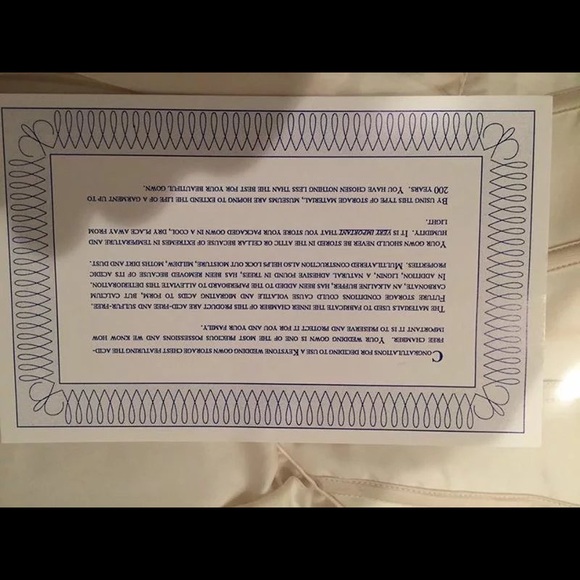 CONGRATULATIONS FOR DECIDING TO USE A KEYSTONE WEDDING GOWN STORAGE CHEST FEATURING THE ACID-
FREE CHAMBER. YOUR WEDDING GOWN IS ONE OF THE MOST PRECIOUS POSSESSIONS AND WE KNOW HOW
IMPORTANT IT IS TO PRESERVE AND PROTECT IT FOR YOU AND YOUR FAMILY.
THE MATERIALS USED TO FABRICATE THE INNER CHAMBER OF THIS PRODUCT ARE ACID-FREE AND SULFUR-FREE.
FUTURE STORAGE CONDITIONS COULD CAUSE VOLATILE AND MIGRATING ACIDS TO FORM, BUT CALCIUM
CARBONATE, AN ALKALINE BUFFER, HAS BEEN ADDED TO THE PAPERBOARD TO ALLEVIATE THIS DETERIORATION.
IN ADDITION, LIGNIN, A NATURAL ADHESIVE FOUND IN TREES, HAS BEEN REMOVED BECAUSE OF ITS ACIDIC
PROPERTIES. MULTILAYERED CONSTRUCTION ALSO HELPS LOCK OUT MOISTURE, MILDEW, MOTHS DIRT AND DUST.
YOUR GOWN SHOULD NEVER BE STORED IN THE ATTIC OR CELLAR BECAUSE OF EXTREMES IN TEMPERATURE AND
HUMIDITY. IT IS VERY IMPORTANT THAT YOU STORE YOUR PACKAGED GOWN IN A COOL, DRY PLACE AWAY FROM
LIGHT.
BY USING THIS TYPE OF STORAGE MATERIAL, MUSEUMS ARE HOPING TO EXTEND THE LIFE OF A GARMENT UP TO
200 YEARS. YOU HAVE CHOSEN NOTHING LESS THAN THE BEST FOR YOUR BEAUTIFUL GOWN.